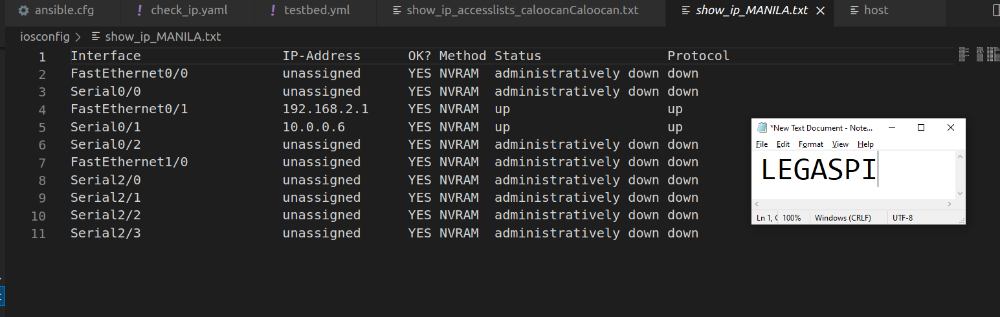 ansible.cfg ! check_ip.yaml ! testbed.yml show_ip_accesslists_caloocanCaloocan.txt show_ip_MANILA.txt host
iosconfig > show_ip_MANILA.txt
1 Interface IP-Address OK? Method Status Protocol
2 FastEthernet0/0 unassigned YES NVRAM administratively down down
3 Serial0/0 unassigned YES NVRAM administratively down down
4 FastEthernet0/1 192.168.2.1 YES NVRAM up up
5 Serial0/1 10.0.0.6 YES NVRAM up up
6 Serial0/2 unassigned YES NVRAM administratively down down
7 FastEthernet1/0 unassigned YES NVRAM administratively down down
8 Serial2/0 unassigned YES NVRAM administratively down down
9 Serial2/1 unassigned YES NVRAM administratively down down
10 Serial2/2 unassigned YES NVRAM administratively down down
11 Serial2/3 unassigned YES NVRAM administratively down down
*New Text Document - Note...
File Edit Format View Help
LEGASPI
Ln 1, 100% Windows (CRLF) UTF-8